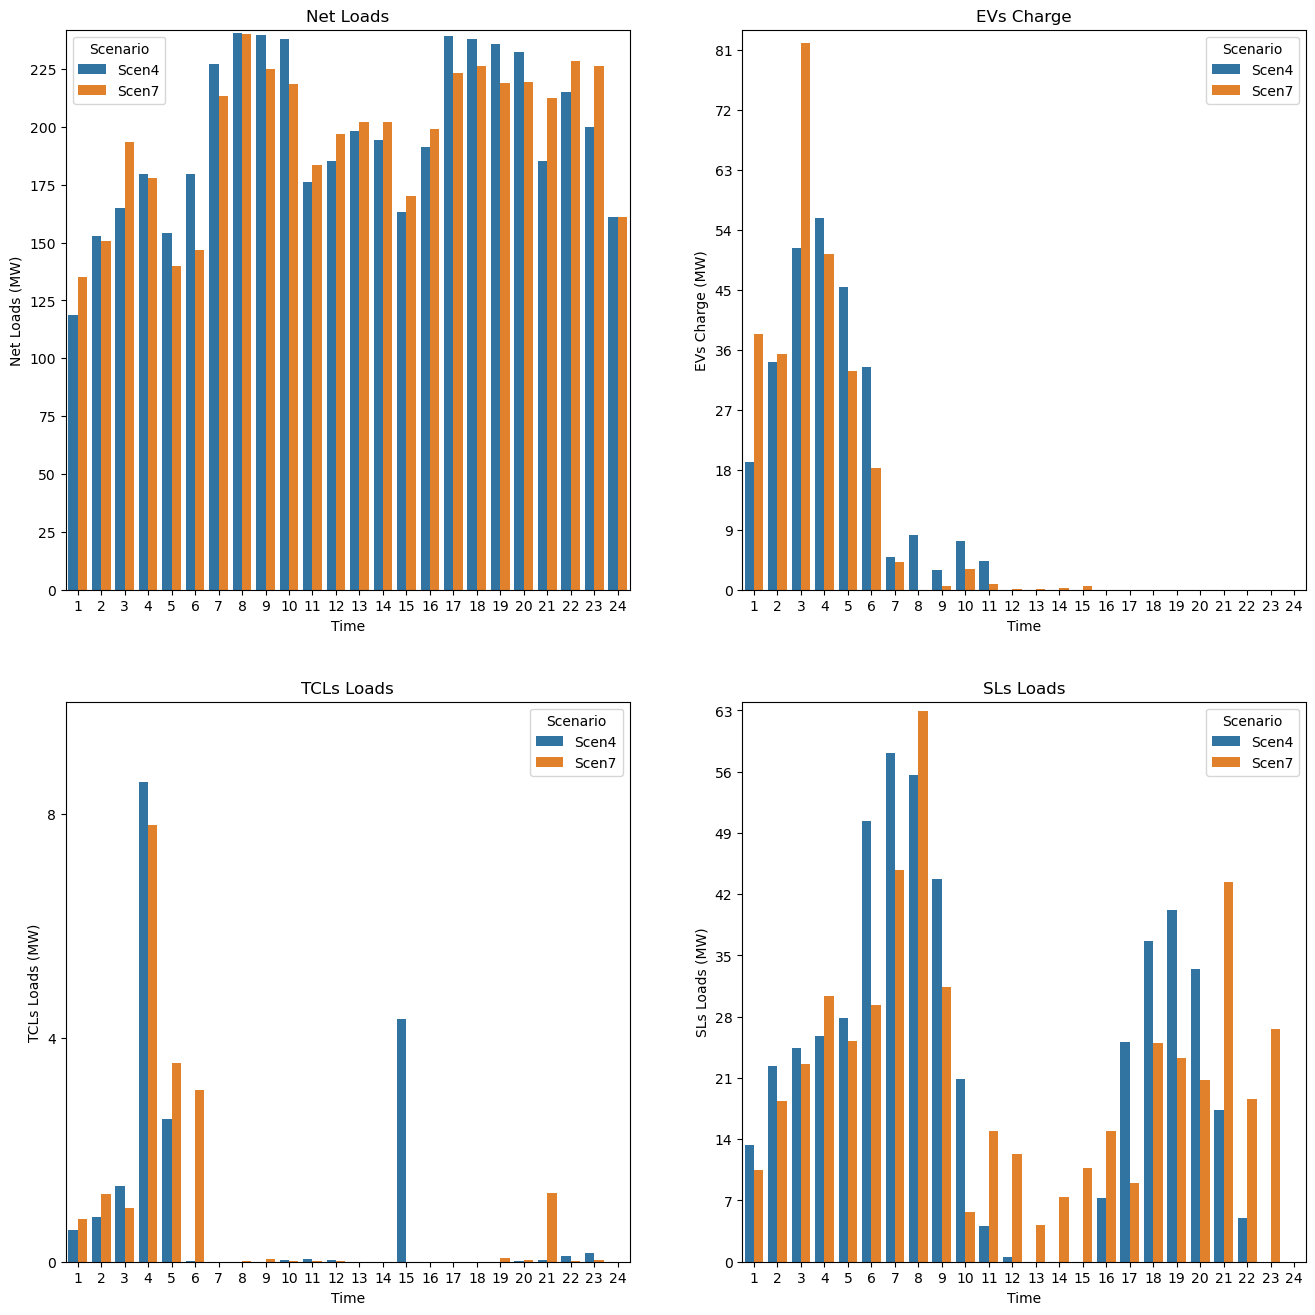 Net Loads
Scenario
Scen4
Scen7
Net Loads (MW)
225
200
175
150
125
100
75
50
25
0
1 2 3 4 5 6 7 8 9 10 11 12 13 14 15 16 17 18 19 20 21 22 23 24
Time
EVs Charge
Scenario
Scen4
Scen7
EVs Charge (MW)
81
72
63
54
45
36
27
18
9
0
1 2 3 4 5 6 7 8 9 10 11 12 13 14 15 16 17 18 19 20 21 22 23 24
Time
TCLs Loads
Scenario
Scen4
Scen7
TCLs Loads (MW)
8
4
0
1 2 3 4 5 6 7 8 9 10 11 12 13 14 15 16 17 18 19 20 21 22 23 24
Time
SLs Loads
Scenario
Scen4
Scen7
SLs Loads (MW)
63
56
49
42
35
28
21
14
7
0
1 2 3 4 5 6 7 8 9 10 11 12 13 14 15 16 17 18 19 20 21 22 23 24
Time